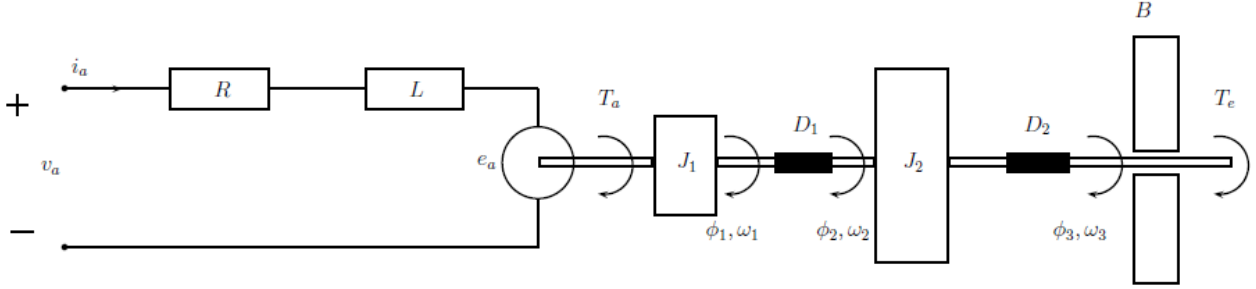 B
i_a
R
L
+
v_a
−
e_a
T_a
J_1
D_1
J_2
D_2
T_e
ϕ_1, ω_1
ϕ_2, ω_2
ϕ_3, ω_3